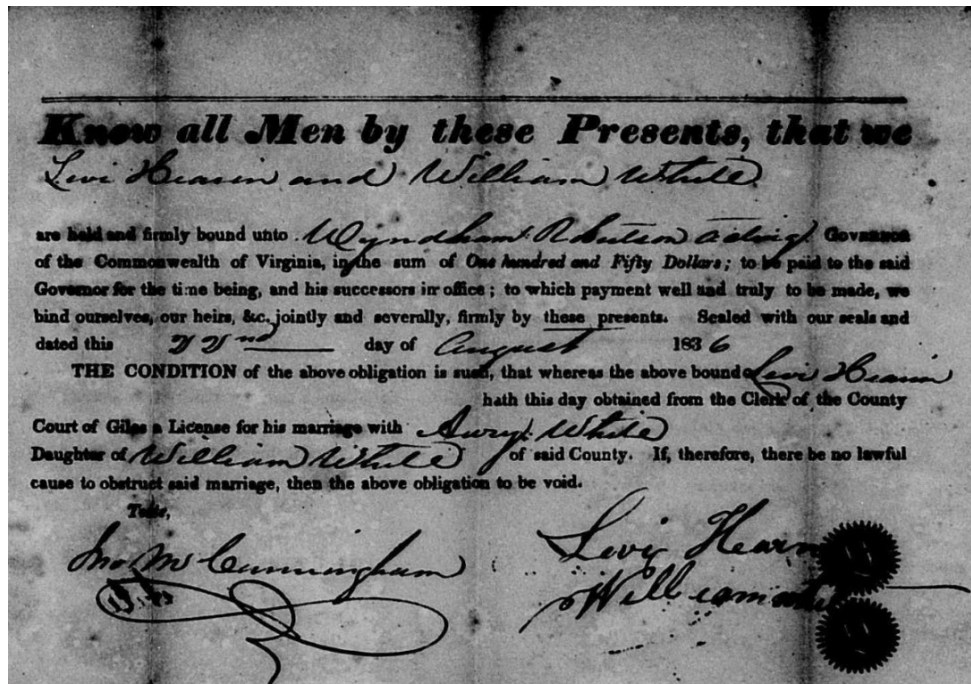 Know all Men by these Presents, that we
Levi Hearn and William White
are held and firmly bound unto Wyndham Robertson acting Governor
of the Commonwealth of Virginia, in the sum of One hundred and Fifty Dollars; to be paid to the said
Governor for the time being, and his successors in office; to which payment well and truly to be made, we
bind ourselves, our heirs, &c. jointly and severally, firmly by these presents. Sealed with our seals and
dated this 22nd day of August 1836
THE CONDITION of the above obligation is such, that whereas the above bound Levi Hearn
hath this day obtained from the Clerk of the County
Court of Giles a License for his marriage with White
Daughter of William White of said County. If, therefore, there be no lawful
cause to obstruct said marriage, then the above obligation to be void.
Teste,
Jno M Cunningham
Levi Hearn
William White